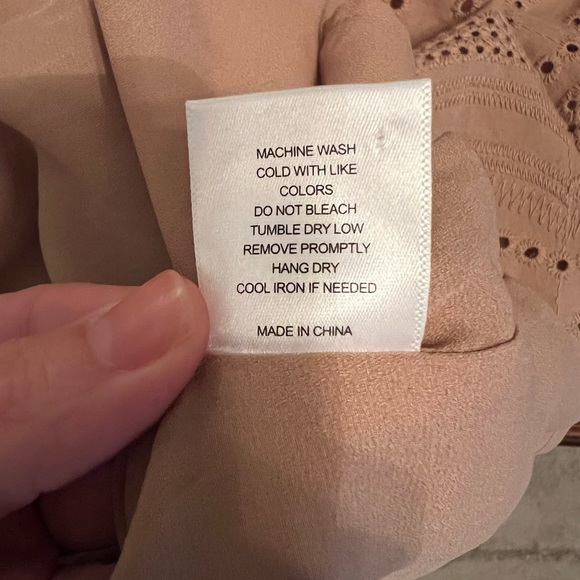 MACHINE WASH
COLD WITH LIKE
COLORS
DO NOT BLEACH
TUMBLE DRY LOW
REMOVE PROMPTLY
HANG DRY
COOL IRON IF NEEDED
MADE IN CHINA